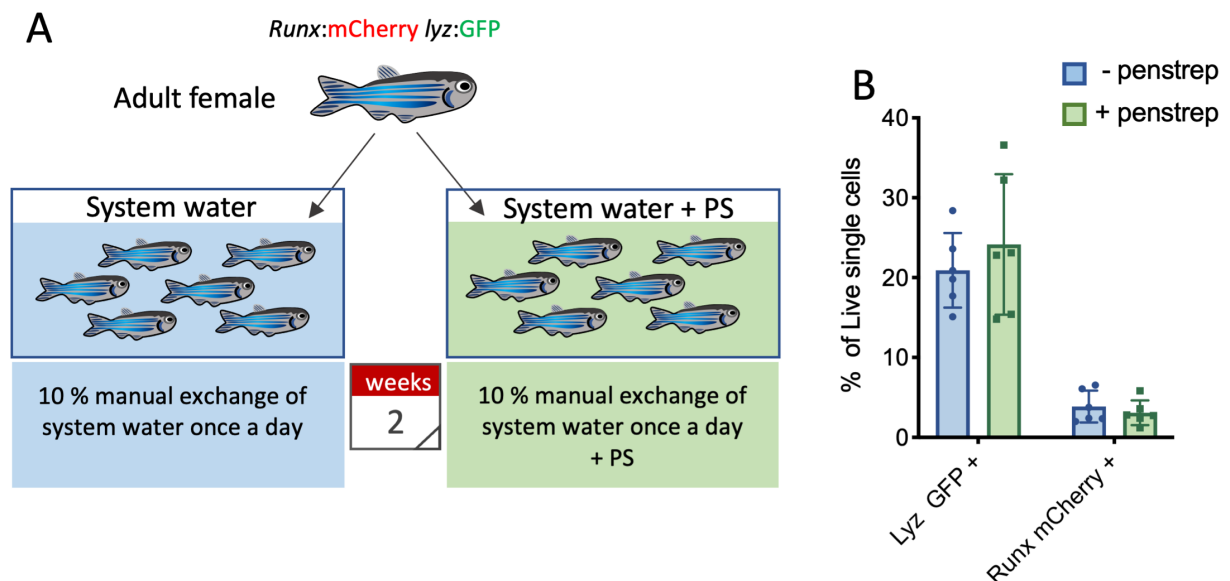 A
Runx:mCherry lyz:GFP
Adult female
System water
System water + PS
10 % manual exchange of
system water once a day
weeks
2
10 % manual exchange of
system water once a day
+ PS
B
- penstrep
+ penstrep
% of Live single cells
40
30
20
10
0
Lyz GFP +
Runx mCherry +